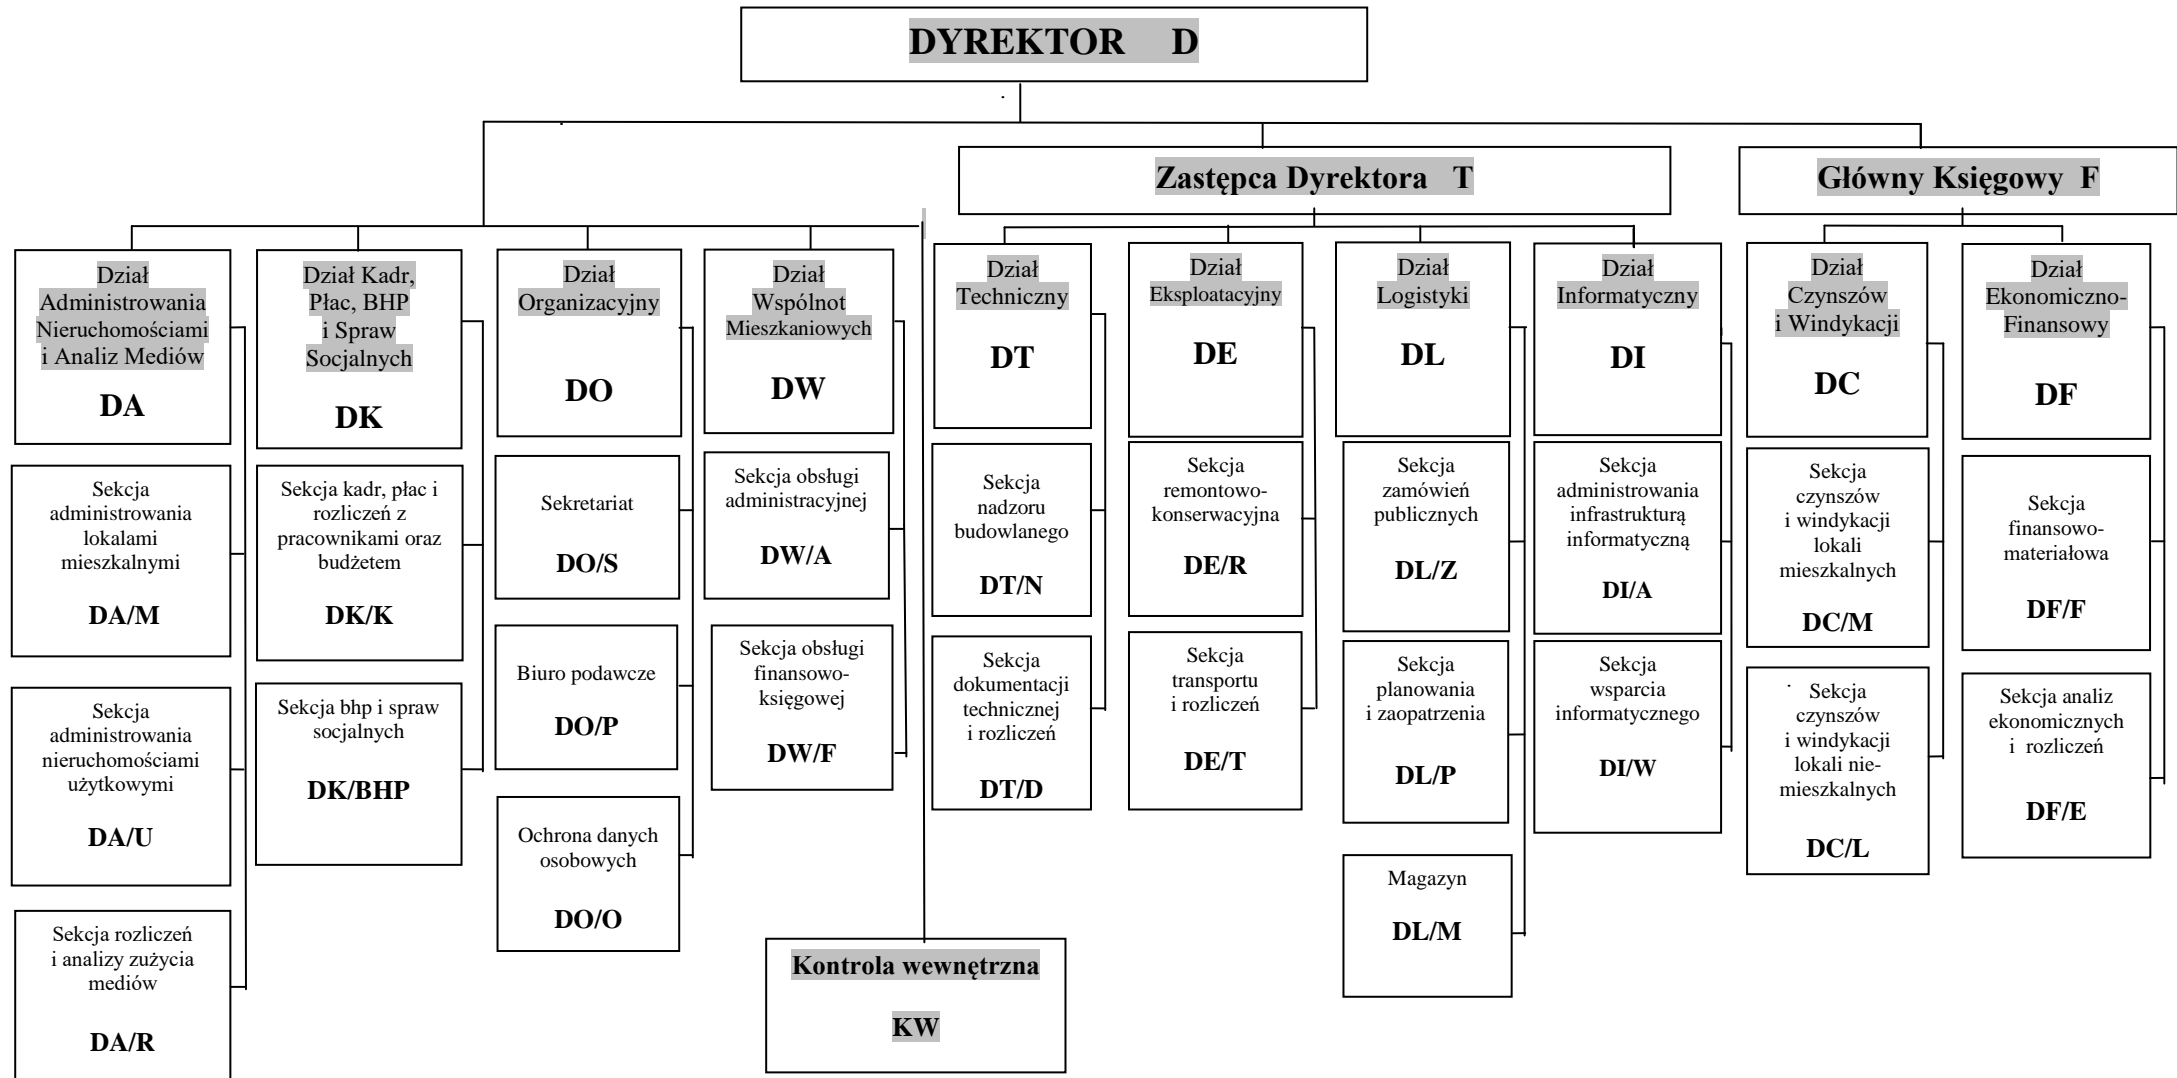 DYREKTOR D
Zastępca Dyrektora T
Główny Księgowy F
Dział
Administrowania
Nieruchomościami
i Analiz Mediów
DA
Dział Kadr,
Płac, BHP
i Spraw
Socjalnych
DK
Dział
Organizacyjny
DO
Dział
Wspólnot
Mieszkaniowych
DW
Dział
Techniczny
DT
Dział
Eksploatacyjny
DE
Dział
Logistyki
DL
Dział
Informatyczny
DI
Dział
Czynszów
i Windykacji
DC
Dział
Ekonomiczno-
Finansowy
DF
Sekcja
administrowania
lokalami
mieszkalnymi
DA/M
Sekcja kadr, płac i
rozliczeń z
pracownikami oraz
budżetem
DK/K
Sekretariat
DO/S
Sekcja obsługi
administracyjnej
DW/A
Sekcja
nadzoru
budowlanego
DT/N
Sekcja
remontowo-
konserwacyjna
DE/R
Sekcja
zamówień
publicznych
DL/Z
Sekcja
administrowania
infrastrukturą
informatyczną
DI/A
Sekcja
czynszów
i windykacji
lokali
mieszkalnych
DC/M
Sekcja
finansowo-
materiałowa
DF/F
Sekcja
administrowania
nieruchomościami
użytkowymi
DA/U
Sekcja bhp i spraw
socjalnych
DK/BHP
Biuro podawcze
DO/P
Sekcja obsługi
finansowo-
księgowej
DW/F
Sekcja
dokumentacji
technicznej
i rozliczeń
DT/D
Sekcja
transportu
i rozliczeń
DE/T
Sekcja
planowania
i zaopatrzenia
DL/P
Sekcja
wsparcia
informatycznego
DI/W
Sekcja
czynszów
i windykacji
lokali nie-
mieszkalnych
DC/L
Sekcja analiz
ekonomicznych
i rozliczeń
DF/E
Sekcja rozliczeń
i analizy zużycia
mediów
DA/R
Ochrona danych
osobowych
DO/O
Kontrola wewnętrzna
KW
Magazyn
DL/M